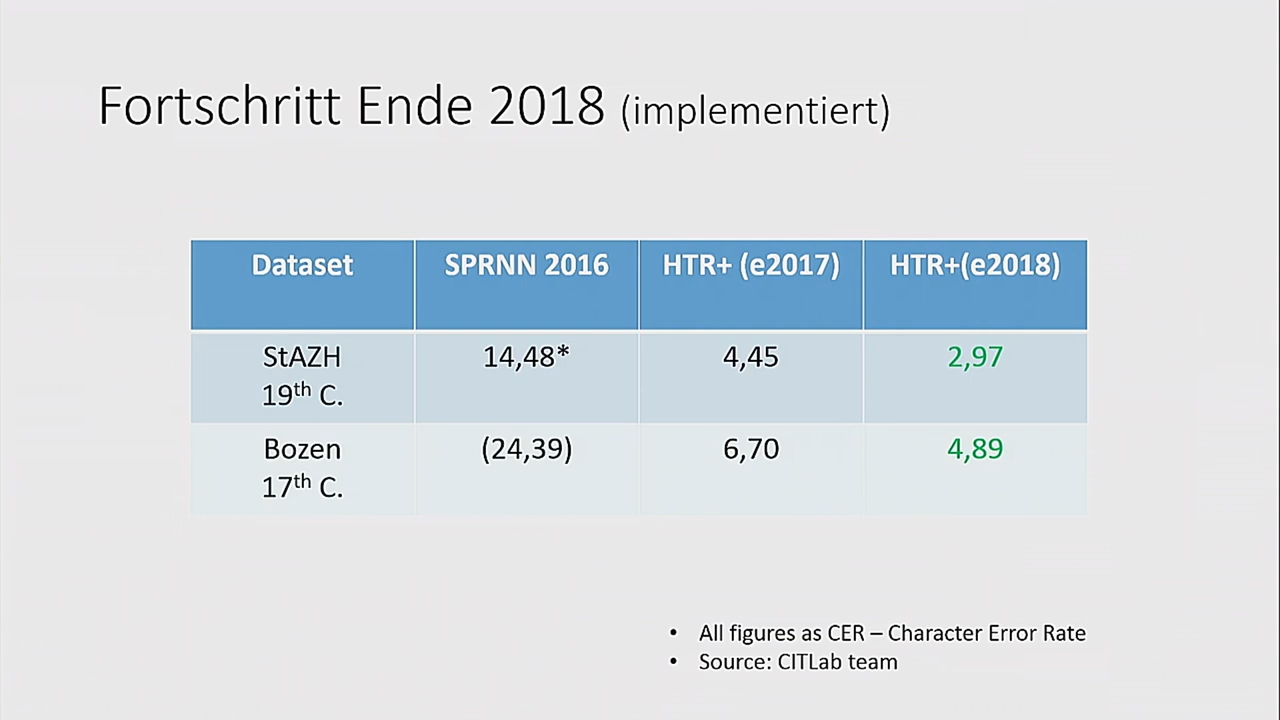 Fortschritt Ende 2018 (implementiert)
Dataset SPRNN 2016 HTR+ (e2017) HTR+(e2018)
StAZH 14,48* 4,45 2,97
19th C.
Bozen (24,39) 6,70 4,89
17th C.
• All figures as CER – Character Error Rate
• Source: CITLab team